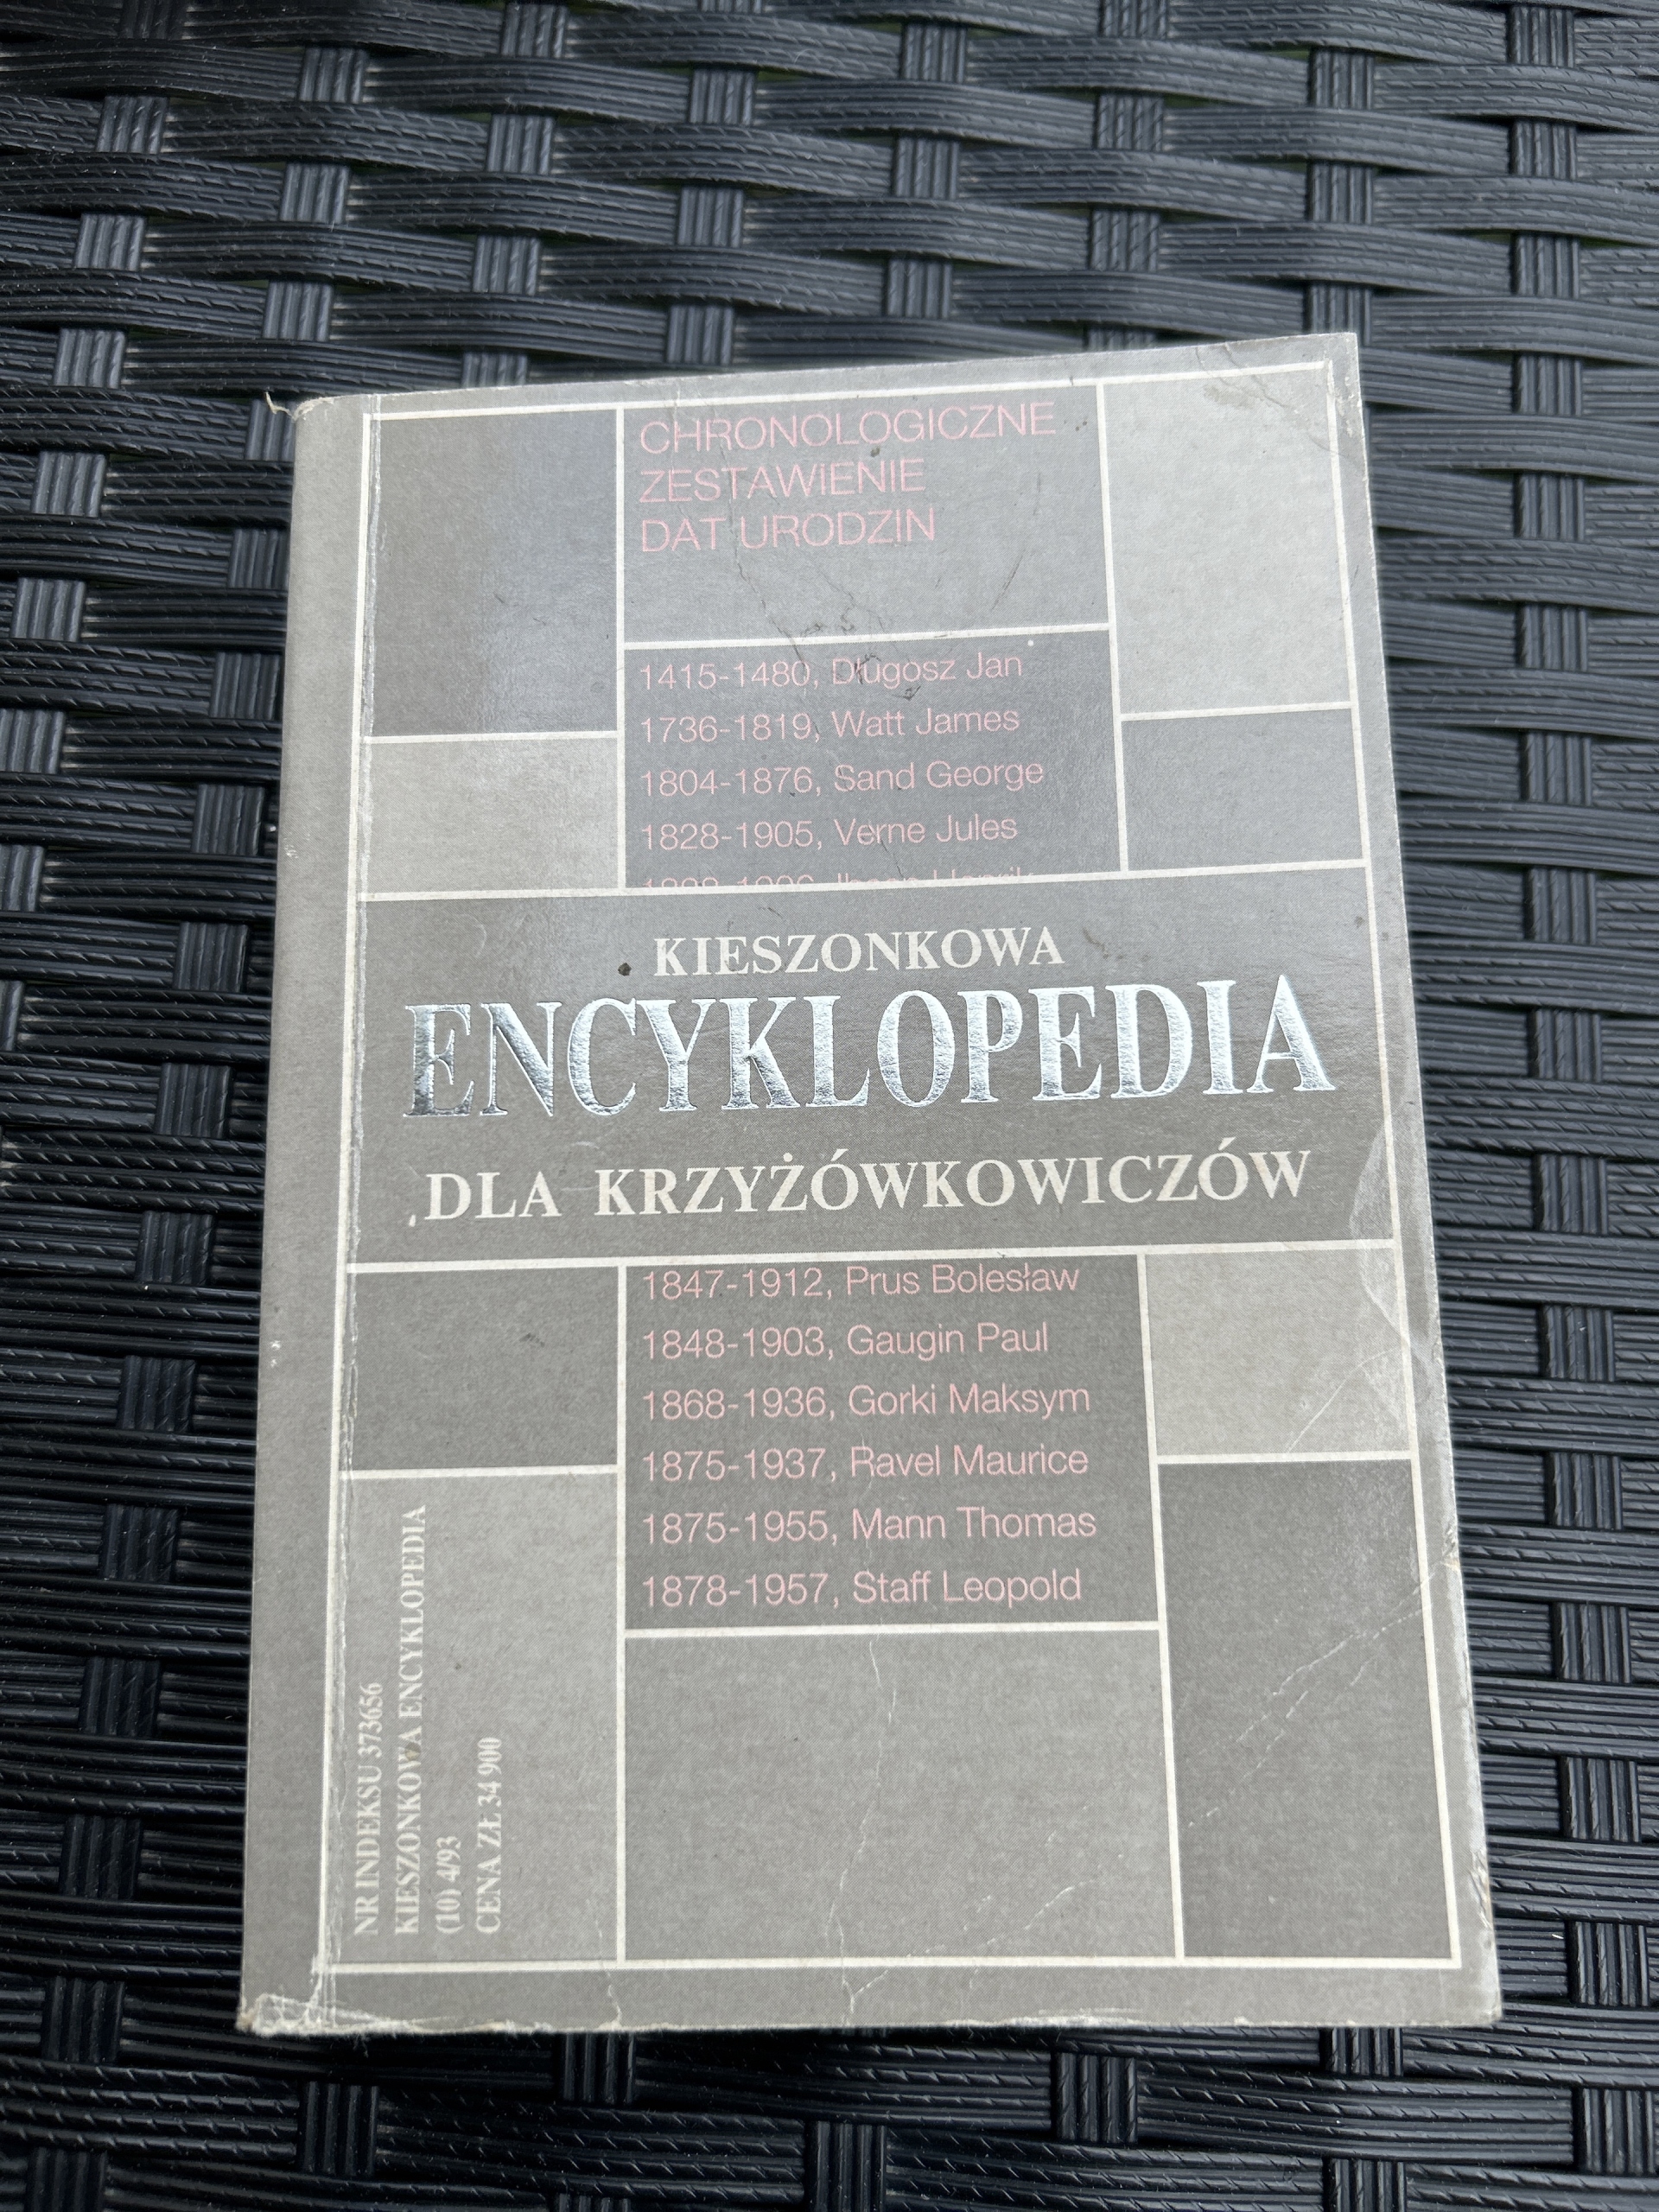 CHRONOLOGICZNE
ZESTAWIENIE
DAT URODZIN
1415-1480, Długosz Jan
1736-1819, Watt James
1804-1876, Sand George
1828-1905, Verne Jules
KIESZONKOWA
ENCYKLOPEDIA
DLA KRZYŻÓWKOWICZÓW
1847-1912, Prus Bolesław
1848-1903, Gaugin Paul
1868-1936, Gorki Maksym
1875-1937, Ravel Maurice
1875-1955, Mann Thomas
1878-1957, Staff Leopold
NR INDEKSU 373656
KIESZONKOWA ENCYKLOPEDIA
(10) 4/93
CENA ZŁ 34 900